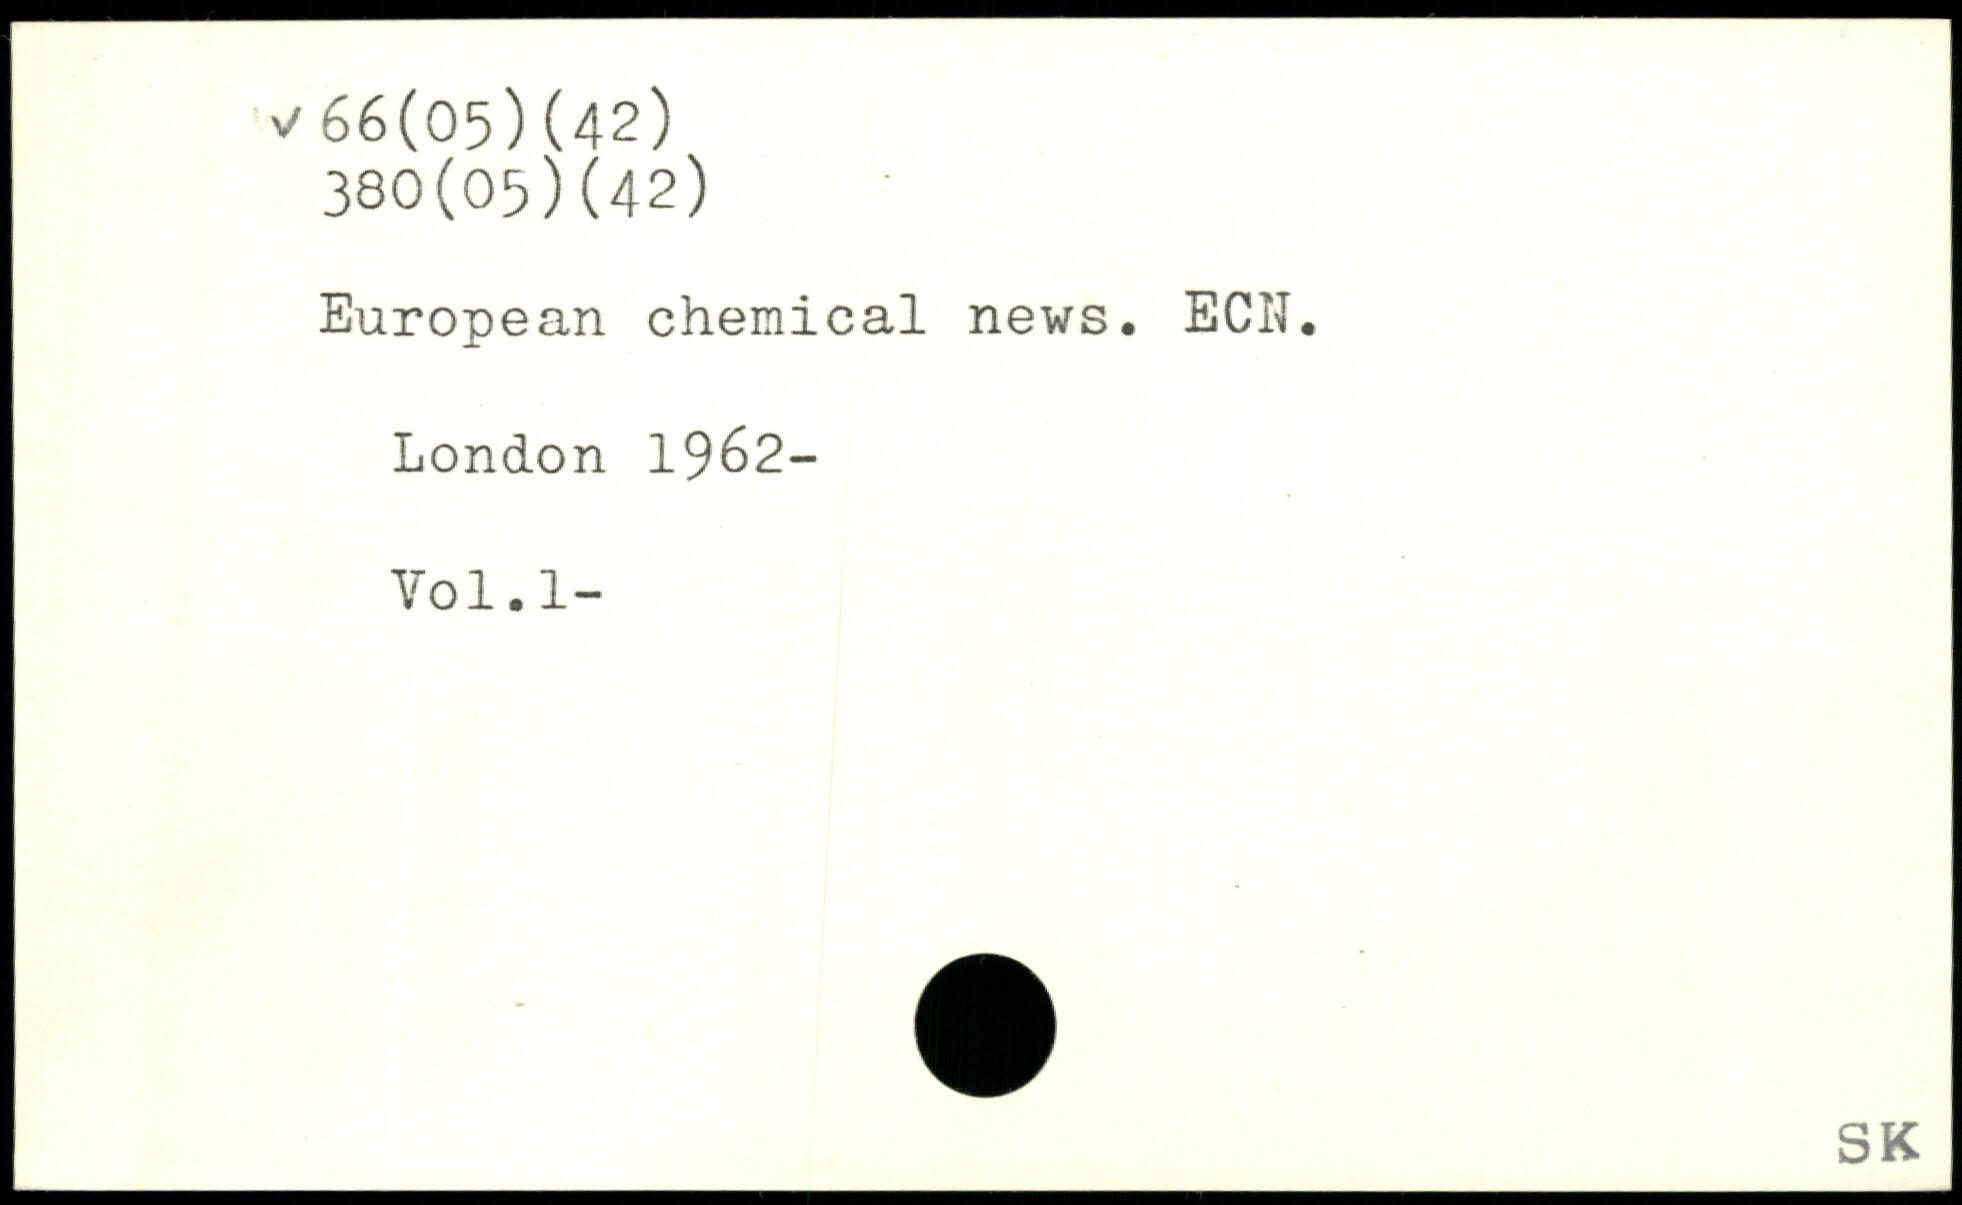 ✓ 66(05)(42)
380(05)(42)
European chemical news. ECN.
London 1962-
Vol.1-
SK